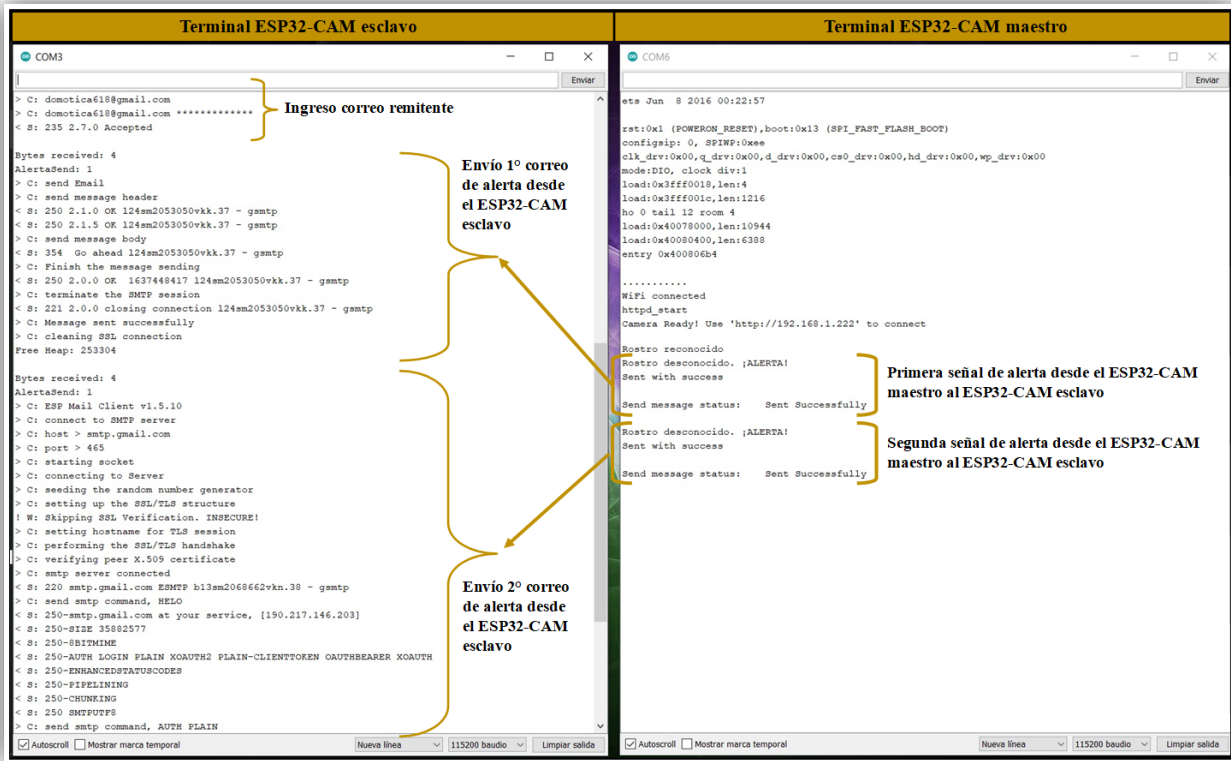 Terminal ESP32-CAM esclavo
COM3
Enviar
> C: domotica618@gmail.com
> C: domotica618@gmail.com *************
< S: 235 2.7.0 Accepted
Ingreso correo remitente
Bytes received: 4
AlertaSend: 1
> C: send Email
> C: send message header
< S: 250 2.1.0 OK l24sm2053050vkk.37 - gsmtp
< S: 250 2.1.5 OK l24sm2053050vkk.37 - gsmtp
> C: send message body
< S: 354  Go ahead l24sm2053050vkk.37 - gsmtp
> C: Finish the message sending
< S: 250 2.0.0 OK  1637448417 l24sm2053050vkk.37 - gsmtp
> C: terminate the SMTP session
< S: 221 2.0.0 closing connection l24sm2053050vkk.37 - gsmtp
> C: Message sent successfully
> C: cleaning SSL connection
Free Heap: 253304
Envío 1° correo
de alerta desde
el ESP32-CAM
esclavo
Bytes received: 4
AlertaSend: 1
> C: ESP Mail Client v1.5.10
> C: connect to SMTP server
> C: host > smtp.gmail.com
> C: port > 465
> C: starting socket
> C: connecting to Server
> C: seeding the random number generator
> C: setting up the SSL/TLS structure
! W: Skipping SSL Verification. INSECURE!
> C: setting hostname for TLS session
> C: performing the SSL/TLS handshake
> C: verifying peer X.509 certificate
> C: smtp server connected
< S: 220 smtp.gmail.com ESMTP b13sm2068662vkn.38 - gsmtp
> C: send smtp command, HELO
< S: 250-smtp.gmail.com at your service, [190.217.146.203]
< S: 250-SIZE 35882577
< S: 250-8BITMIME
< S: 250-AUTH LOGIN PLAIN XOAUTH2 PLAIN-CLIENTTOKEN OAUTHBEARER XOAUTH
< S: 250-ENHANCEDSTATUSCODES
< S: 250-PIPELINING
< S: 250-CHUNKING
< S: 250 SMTPUTF8
> C: send smtp command, AUTH PLAIN
Envío 2° correo
de alerta desde
el ESP32-CAM
esclavo
Autoscroll
Mostrar marca temporal
Nueva línea
115200 baudio
Limpiar salida
Terminal ESP32-CAM maestro
COM6
Enviar
ets Jun  8 2016 00:22:57
rst:0x1 (POWERON_RESET),boot:0x13 (SPI_FAST_FLASH_BOOT)
configsip: 0, SPIWP:0xee
clk_drv:0x00,q_drv:0x00,d_drv:0x00,cs0_drv:0x00,hd_drv:0x00,wp_drv:0x00
mode:DIO, clock div:1
load:0x3fff0018,len:4
load:0x3fff001c,len:1216
ho 0 tail 12 room 4
load:0x40078000,len:10944
load:0x40080400,len:6388
entry 0x400806b4
...........
WiFi connected
httpd_start
Camera Ready! Use 'http://192.168.1.222' to connect
Rostro reconocido
Rostro desconocido. ¡ALERTA!
Sent with success
Send message status:    Sent Successfully
Primera señal de alerta desde el ESP32-CAM
maestro al ESP32-CAM esclavo
Rostro desconocido. ¡ALERTA!
Sent with success
Send message status:    Sent Successfully
Segunda señal de alerta desde el ESP32-CAM
maestro al ESP32-CAM esclavo
Autoscroll
Mostrar marca temporal
Nueva línea
115200 baudio
Limpiar salida